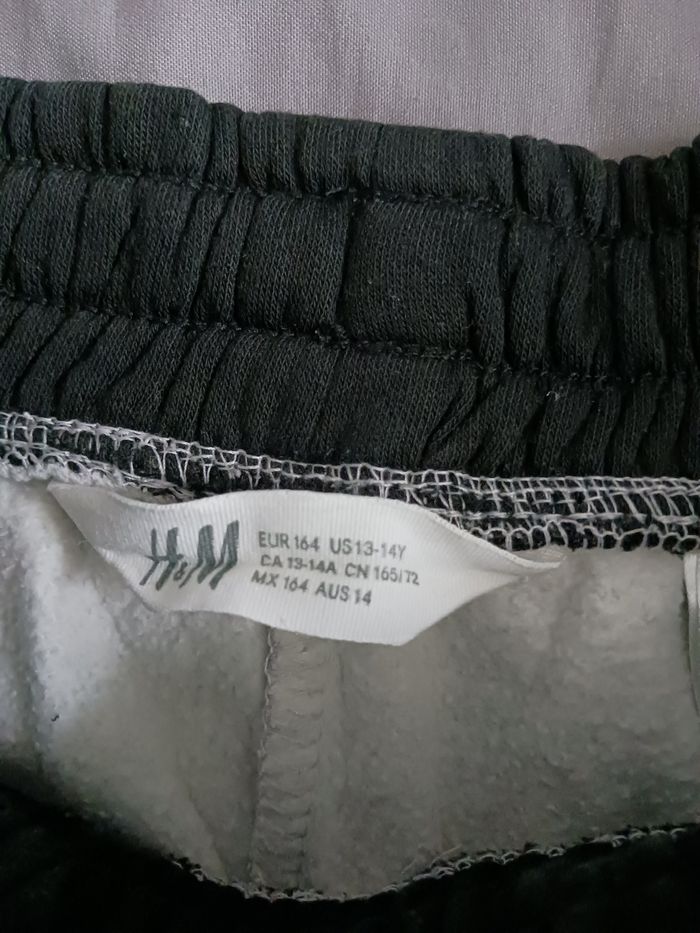 H&M
EUR 164 US 13-14Y
CA 13-14A CN 165/72
MX 164 AUS 14